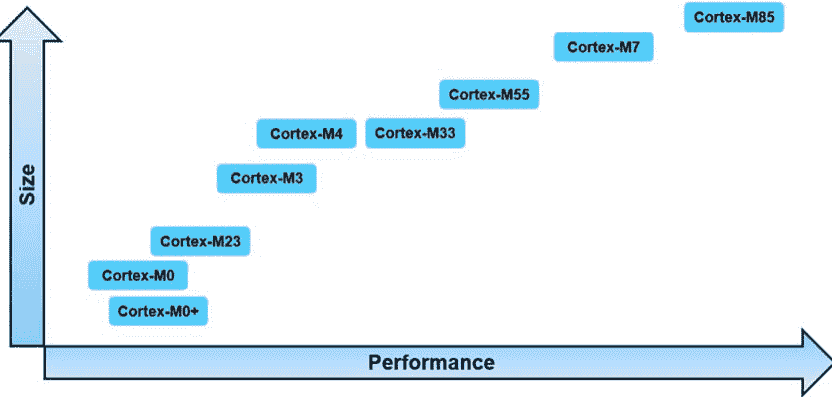 Cortex-M85
Cortex-M7
Cortex-M55
Cortex-M4
Cortex-M33
Cortex-M3
Size
Cortex-M23
Cortex-M0
Cortex-M0+
Performance